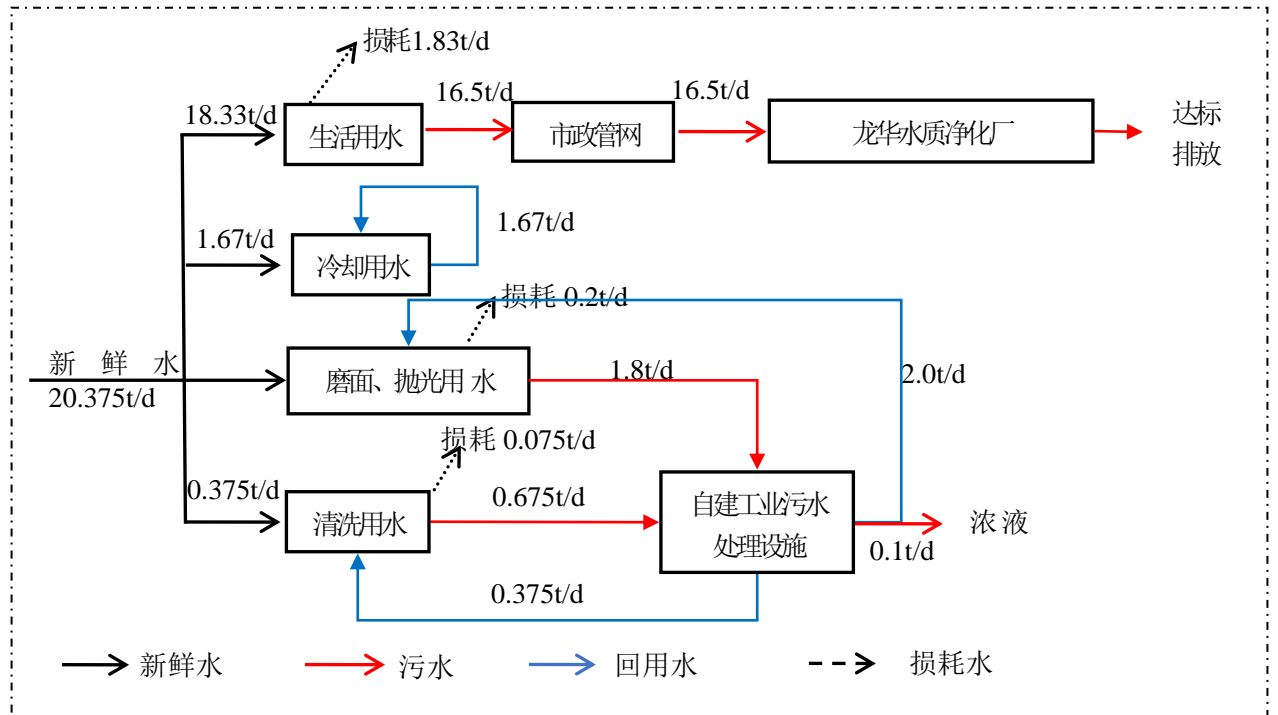 损耗1.83t/d
18.33t/d
16.5t/d
16.5t/d
生活用水
市政管网
龙华水质净化厂
达标
排放
1.67t/d
1.67t/d
冷却用水
损耗 0.2t/d
新鲜水
20.375t/d
磨面、抛光用 水
1.8t/d
2.0t/d
损耗 0.075t/d
0.375t/d
清洗用水
0.675t/d
自建工业污水
处理设施
浓液
0.1t/d
0.375t/d
新鲜水
污水
回用水
损耗水